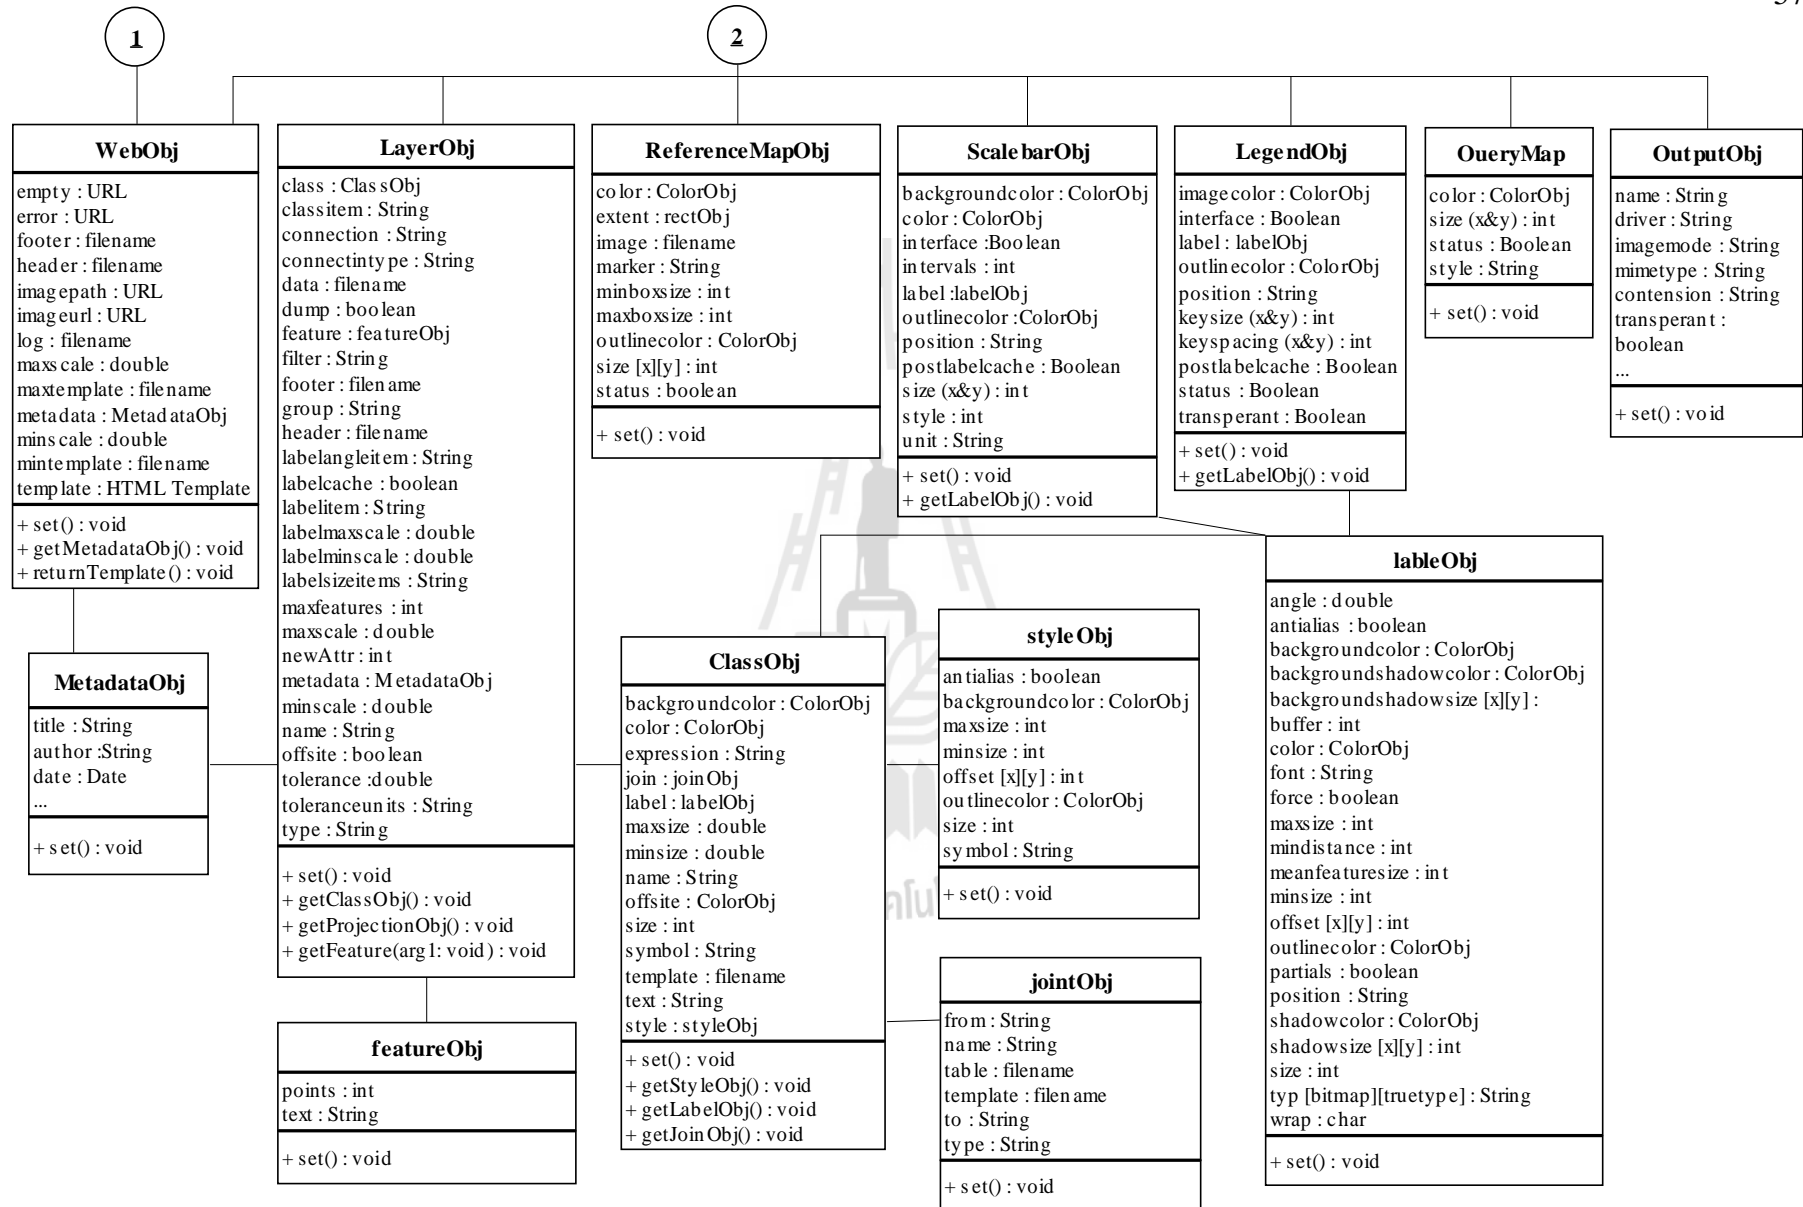 1
2
WebObj
empty : URL
error : URL
footer : filename
header : filename
imagepath : URL
imageurl : URL
log : filename
maxscale : double
maxtemplate : filename
metadata : MetadataObj
minscale : double
mintemplate : filename
template : HTML Template
+ set() : void
+ getMetadataObj() : void
+ returnTemplate() : void
LayerObj
class : ClassObj
classitem : String
connection : String
connectintype : String
data : filename
dump : boolean
feature : featureObj
filter : String
footer : filename
group : String
header : filename
labelangleitem : String
labelcache : boolean
labelitem : String
labelmaxscale : double
labelminscale : double
labelsizeitems : String
maxfeatures : int
maxscale : double
newAttr : int
metadata : MetadataObj
minscale : double
name : String
offsite : boolean
tolerance :double
toleranceunits : String
type : String
+ set() : void
+ getClassObj() : void
+ getProjectionObj() : void
+ getFeature(arg1: void) : void
ReferenceMapObj
color : ColorObj
extent : rectObj
image : filename
marker : String
minboxsize : int
maxboxsize : int
outlinecolor : ColorObj
size [x][y] : int
status : boolean
+ set() : void
ScalebarObj
backgroundcolor : ColorObj
color : ColorObj
interface :Boolean
intervals : int
label :labelObj
outlinecolor :ColorObj
position : String
postlabelcache : Boolean
size (x&y) : int
style : int
unit : String
+ set() : void
+ getLabelObj() : void
LegendObj
imagecolor : ColorObj
interface : Boolean
label : labelObj
outlinecolor : ColorObj
position : String
keysize (x&y) : int
keyspacing (x&y) : int
postlabelcache : Boolean
status : Boolean
transperant : Boolean
+ set() : void
+ getLabelObj() : void
OueryMap
color : ColorObj
size (x&y) : int
status : Boolean
style : String
+ set() : void
OutputObj
name : String
driver : String
imagemode : String
mimetype : String
contension : String
transperant :
boolean
...
+ set() : void
MetadataObj
title : String
author :String
date : Date
...
+ set() : void
featureObj
points : int
text : String
+ set() : void
ClassObj
backgroundcolor : ColorObj
color : ColorObj
expression : String
join : joinObj
label : labelObj
maxsize : double
minsize : double
name : String
offsite : ColorObj
size : int
symbol : String
template : filename
text : String
style : styleObj
+ set() : void
+ getStyleObj() : void
+ getLabelObj() : void
+ getJoinObj() : void
styleObj
antialias : boolean
backgroundcolor : ColorObj
maxsize : int
minsize : int
offset [x][y] : int
outlinecolor : ColorObj
size : int
symbol : String
+ set() : void
jointObj
from : String
name : String
table : filename
template : filename
to : String
type : String
+ set() : void
lableObj
angle : double
antialias : boolean
backgroundcolor : ColorObj
backgroundshadowcolor : ColorObj
backgroundshadowsize [x][y] :
buffer : int
color : ColorObj
font : String
force : boolean
maxsize : int
mindistance : int
meanfeaturesize : int
minsize : int
offset [x][y] : int
outlinecolor : ColorObj
partials : boolean
position : String
shadowcolor : ColorObj
shadowsize [x][y] : int
size : int
typ [bitmap][truetype] : String
wrap : char
+ set() : void